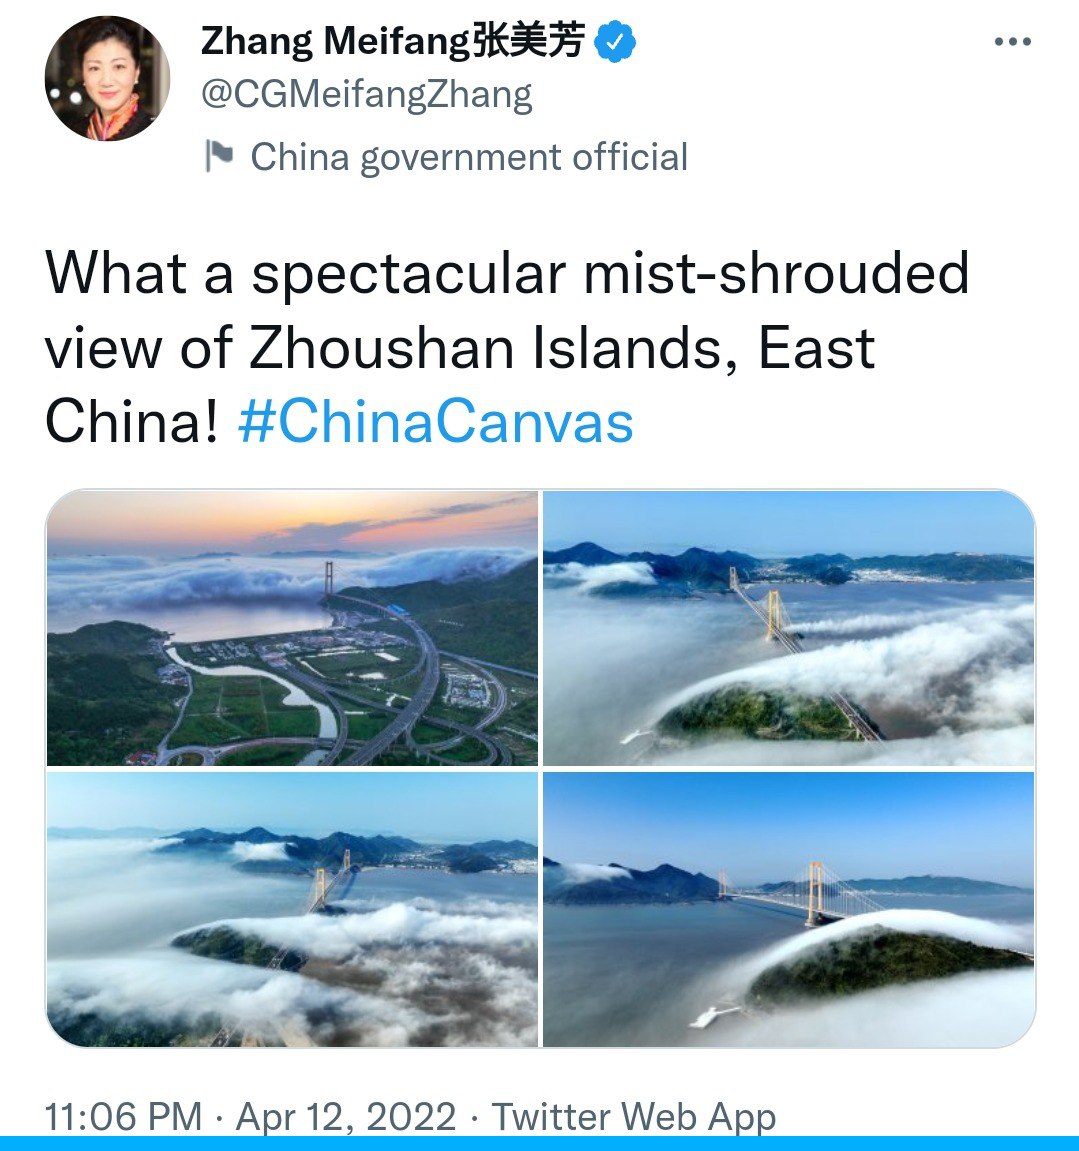 Zhang Meifang张美芳
@CGMeifangZhang
China government official
What a spectacular mist-shrouded
view of Zhoushan Islands, East
China! #ChinaCanvas
11:06 PM · Apr 12, 2022 · Twitter Web App